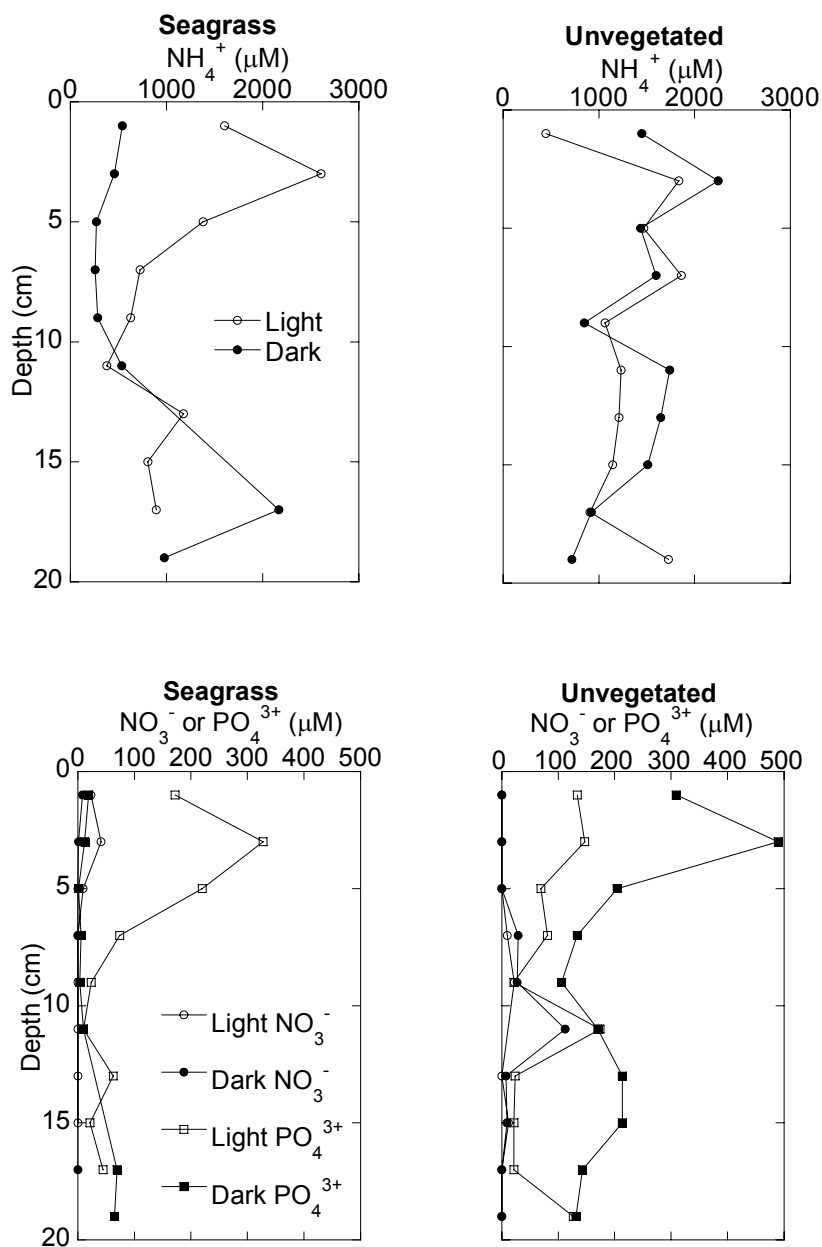 Seagrass
NH4+ (μM)
0 1000 2000 3000
0
5
10
15
20
Depth (cm)
Light
Dark
Unvegetated
NH4+ (μM)
0 1000 2000 3000
Seagrass
NO3- or PO43+ (μM)
0 100 200 300 400 500
0
5
10
15
20
Depth (cm)
Light NO3-
Dark NO3-
Light PO43+
Dark PO43+
Unvegetated
NO3- or PO43+ (μM)
0 100 200 300 400 500